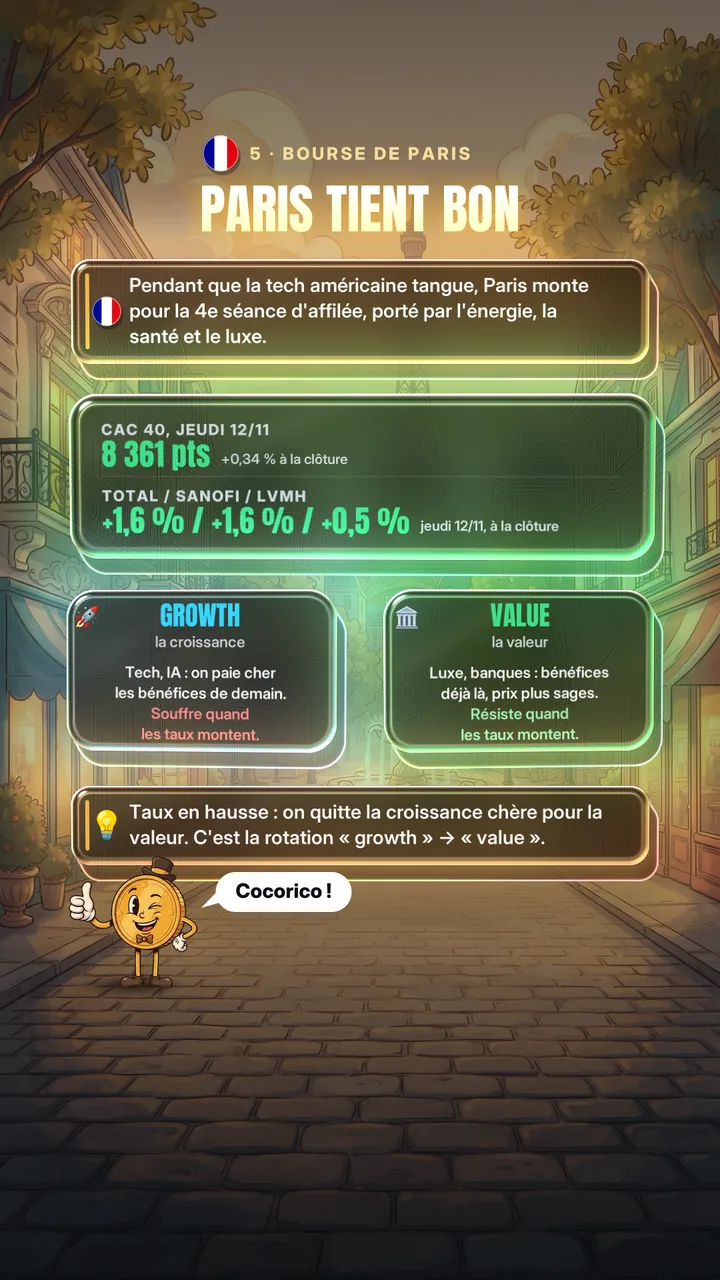 5 · BOURSE DE PARIS
PARIS TIENT BON
Pendant que la tech américaine tangue, Paris monte
pour la 4e séance d'affilée, porté par l'énergie, la
santé et le luxe.
CAC 40, JEUDI 12/11
8 361 pts +0,34 % à la clôture
TOTAL / SANOFI / LVMH
+1,6 % / +1,6 % / +0,5 % jeudi 12/11, à la clôture
GROWTH
la croissance
Tech, IA : on paie cher
les bénéfices de demain.
Souffre quand
les taux montent.
VALUE
la valeur
Luxe, banques : bénéfices
déjà là, prix plus sages.
Résiste quand
les taux montent.
Taux en hausse : on quitte la croissance chère pour la
valeur. C'est la rotation « growth » → « value ».
Cocorico !